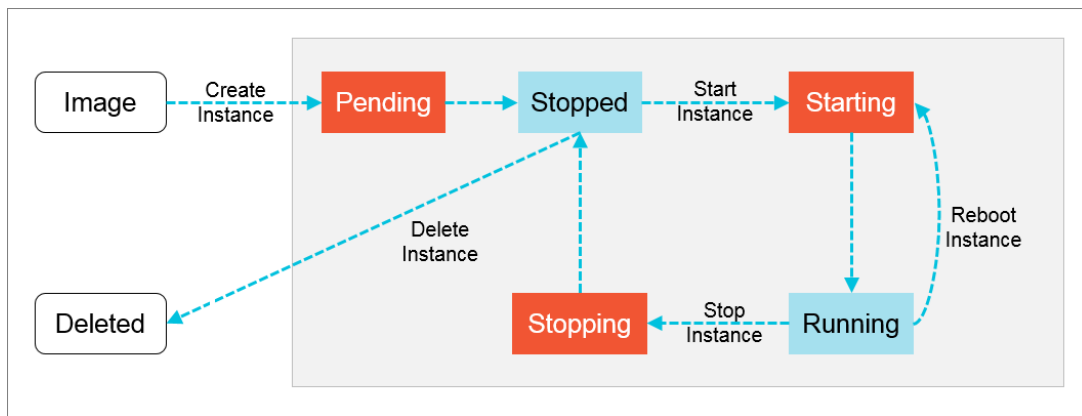 Image
Create
Instance
Pending
Stopped
Start
Instance
Starting
Delete
Instance
Reboot
Instance
Deleted
Stopping
Stop
Instance
Running